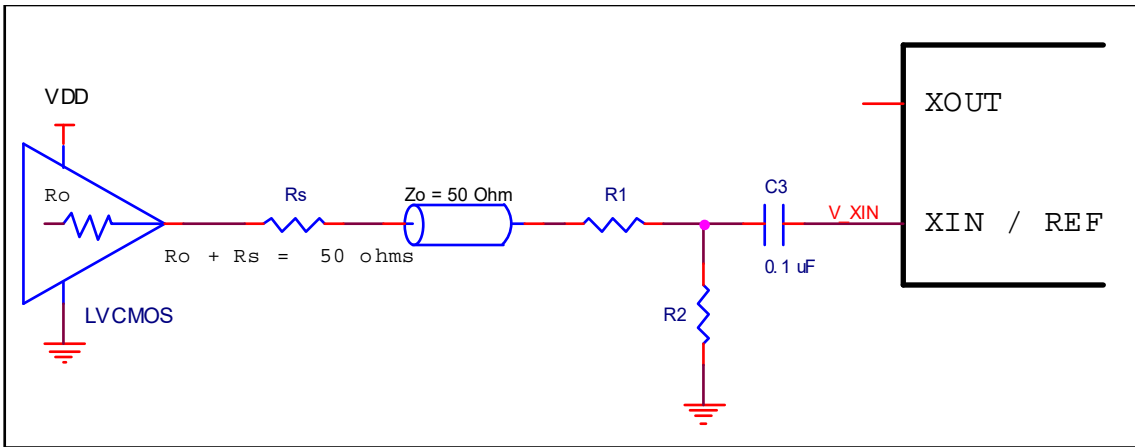 VDD
XOUT
Ro
Rs
Zo = 50 Ohm
R1
C3
V_XIN
XIN / REF
Ro + Rs = 50 ohms
0.1 uF
LVCMOS
R2